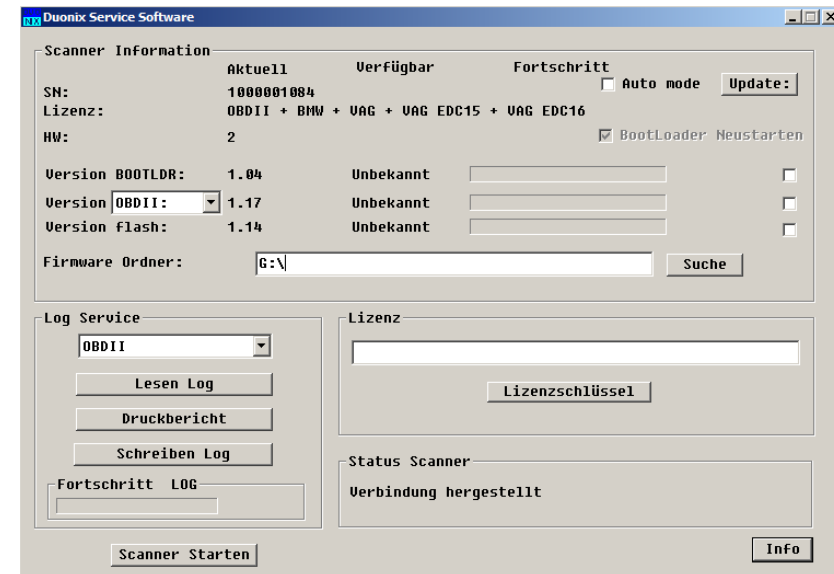 NIX Duonix Service Software
Scanner Information
Aktuell Verfügbar Fortschritt
Auto mode Update:
SN: 1000001084
Lizenz: OBDII + BMW + VAG + VAG EDC15 + VAG EDC16
HW: 2 BootLoader Neustarten
Version BOOTLDR: 1.04 Unbekannt
Version OBDII: 1.17 Unbekannt
Version flash: 1.14 Unbekannt
Firmware Ordner: G:\ Suche
Log Service
OBDII
Lesen Log
Druckbericht
Schreiben Log
Fortschritt LOG
Scanner Starten
Lizenz
Lizenzschlüssel
Status Scanner
Verbindung hergestellt
Info